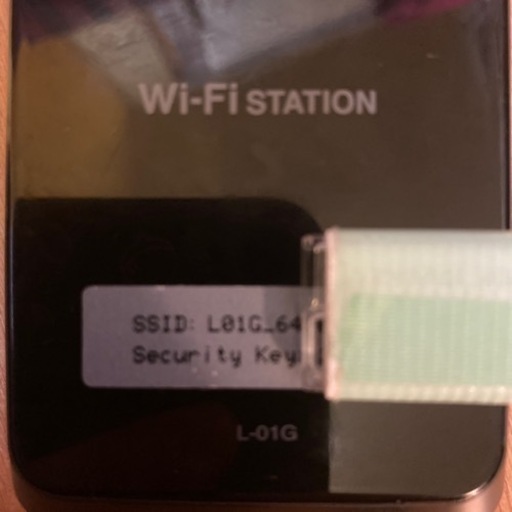 Wi-Fi STATION
SSID: L01G_64
Security Key
L-01G